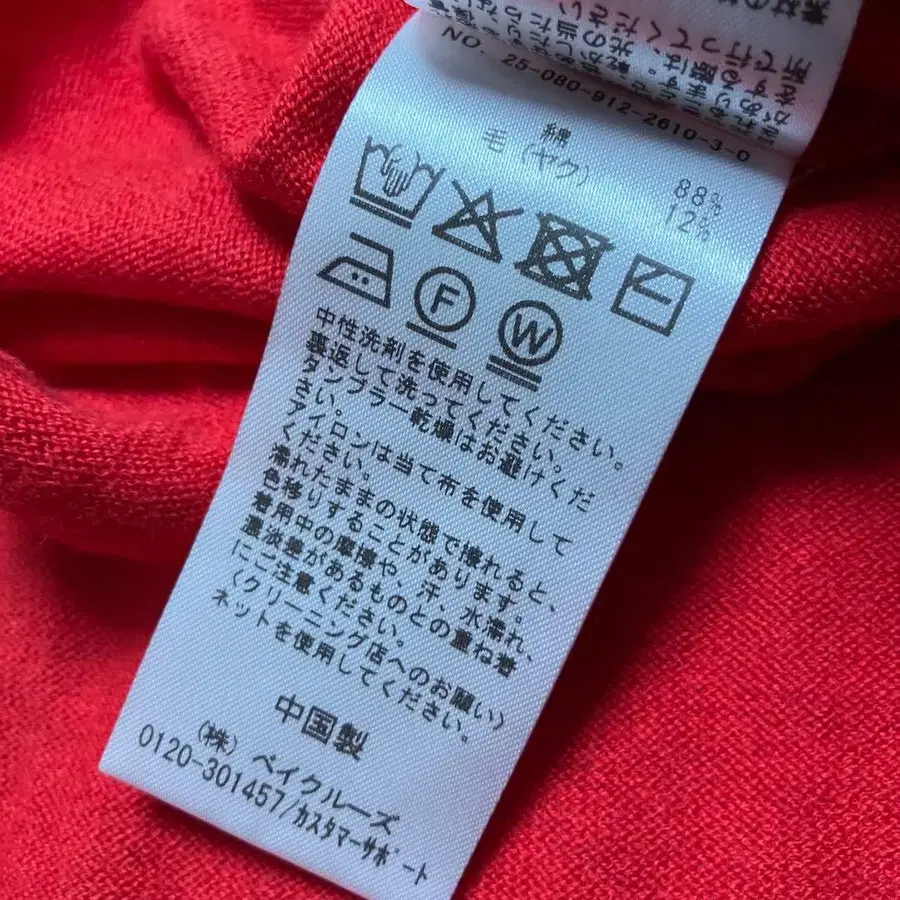 NO.
25-080-912-2610-3-0
綿 88%
毛(ヤク) 12%
F
W
中性洗剤を使用してください。
裏返して洗ってください。
タンブラー乾燥はお避けくだ
さい。
アイロンは当て布を使用して
ください。
濡れたままの状態で擦れると、
色移りすることがあります。
着用中の摩擦や、汗、水濡れ、
濃淡差があるものとの重ね着
にご注意ください。
〈クリーニング店へのお願い〉
ネットを使用してください。
中国製
(株) ベイクルーズ
0120-301457/カスタマーサポート